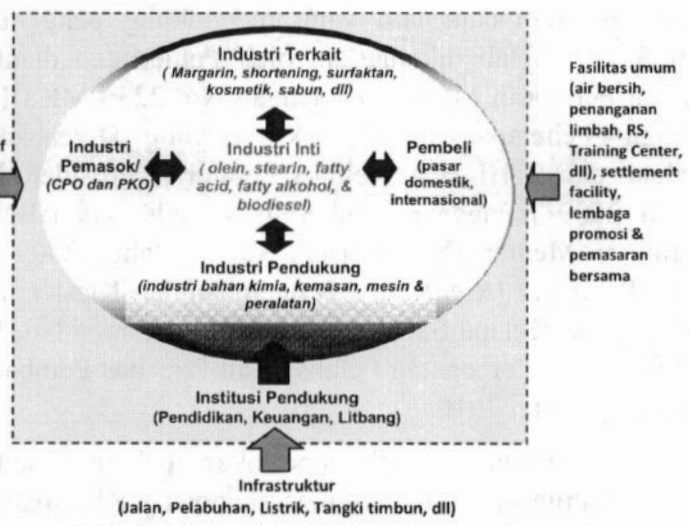 Industri Terkait
( Margarin, shortening, surfaktan,
kosmetik, sabun, dll)
Industri
Pemasok/
(CPO dan PKO)
Industri Inti
( olein, stearin, fatty
acid, fatty alkohol, &
biodiesel)
Pembeli
(pasar
domestik,
internasional)
Industri Pendukung
(industri bahan kimia, kemasan, mesin &
peralatan)
Institusi Pendukung
(Pendidikan, Keuangan, Litbang)
Infrastruktur
(Jalan, Pelabuhan, Listrik, Tangki timbun, dll)
Fasilitas umum
(air bersih,
penanganan
limbah, RS,
Training Center,
dll), settlement
facility,
lembaga
promosi &
pemasaran
bersama